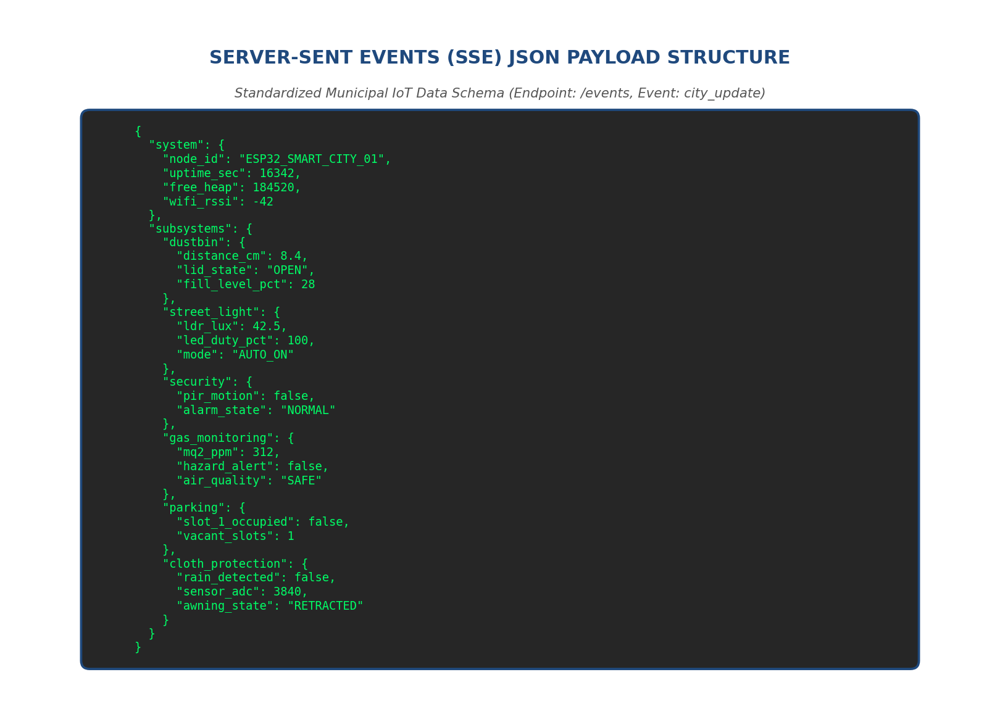 SERVER-SENT EVENTS (SSE) JSON PAYLOAD STRUCTURE
Standardized Municipal IoT Data Schema (Endpoint: /events, Event: city_update)
{
  "system": {
    "node_id": "ESP32_SMART_CITY_01",
    "uptime_sec": 16342,
    "free_heap": 184520,
    "wifi_rssi": -42
  },
  "subsystems": {
    "dustbin": {
      "distance_cm": 8.4,
      "lid_state": "OPEN",
      "fill_level_pct": 28
    },
    "street_light": {
      "ldr_lux": 42.5,
      "led_duty_pct": 100,
      "mode": "AUTO_ON"
    },
    "security": {
      "pir_motion": false,
      "alarm_state": "NORMAL"
    },
    "gas_monitoring": {
      "mq2_ppm": 312,
      "hazard_alert": false,
      "air_quality": "SAFE"
    },
    "parking": {
      "slot_1_occupied": false,
      "vacant_slots": 1
    },
    "cloth_protection": {
      "rain_detected": false,
      "sensor_adc": 3840,
      "awning_state": "RETRACTED"
    }
  }
}